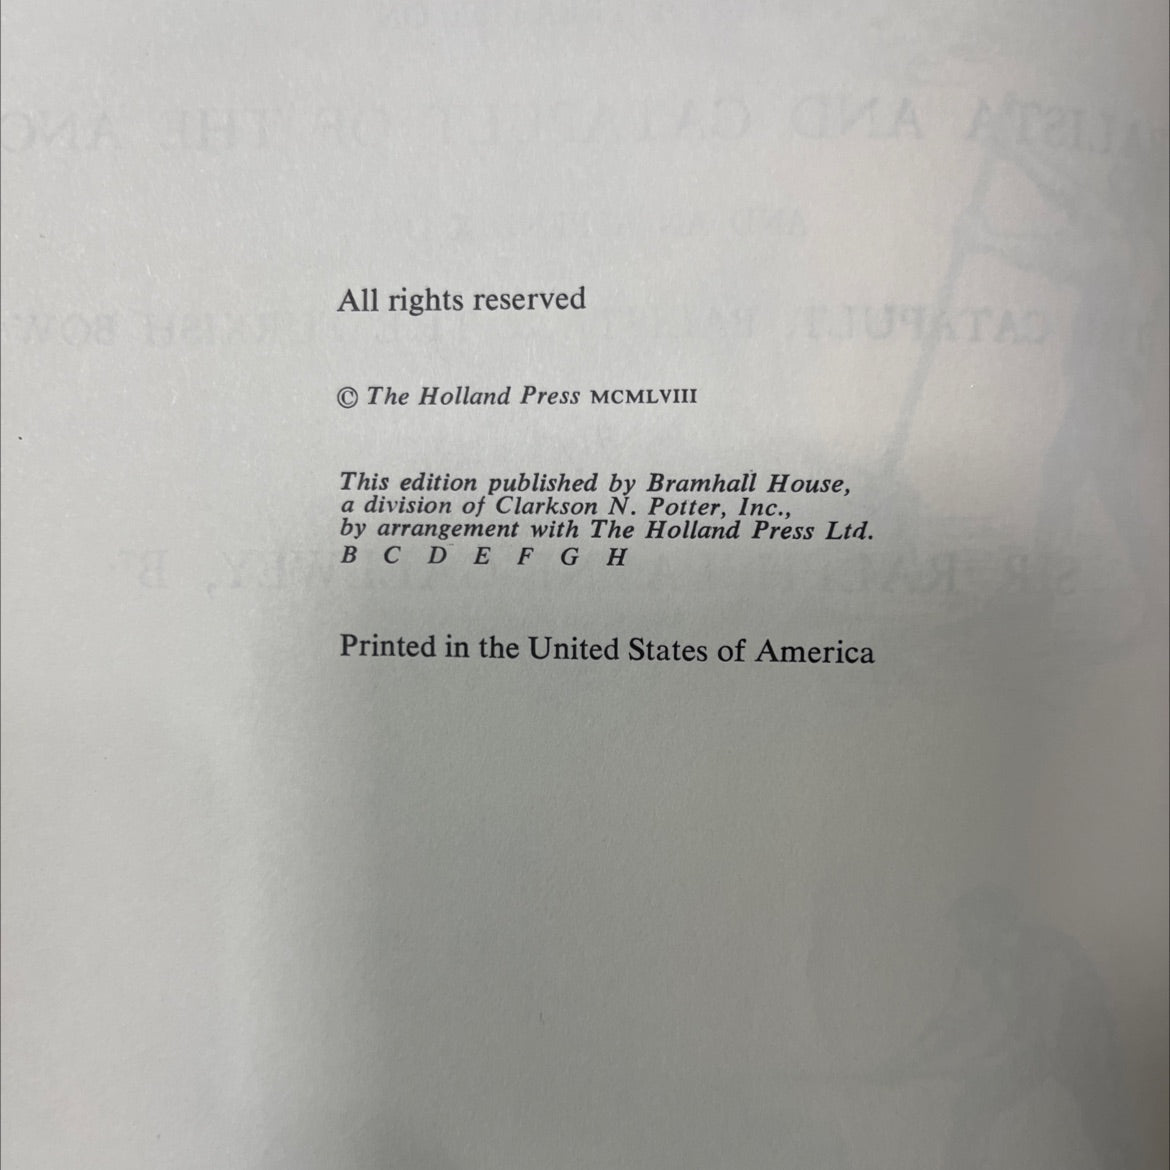 All rights reserved
© The Holland Press MCMLVIII
This edition published by Bramhall House,
a division of Clarkson N. Potter, Inc.,
by arrangement with The Holland Press Ltd.
B C D E F G H
Printed in the United States of America